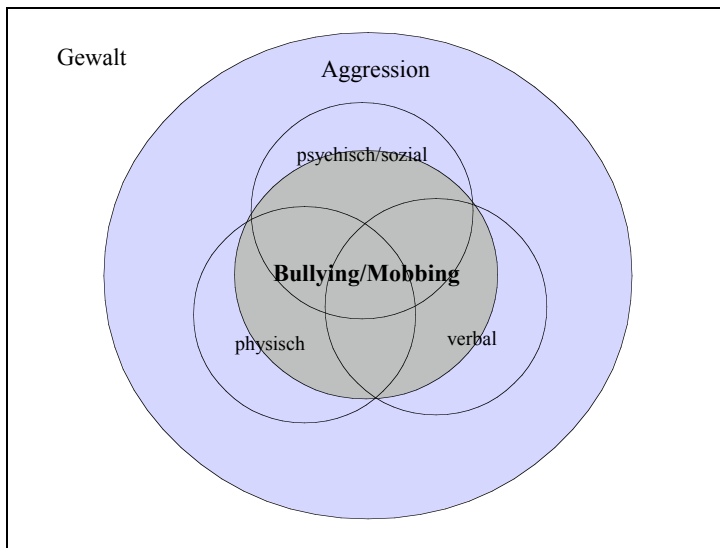 Gewalt
Aggression
psychisch/sozial
Bullying/Mobbing
physisch
verbal